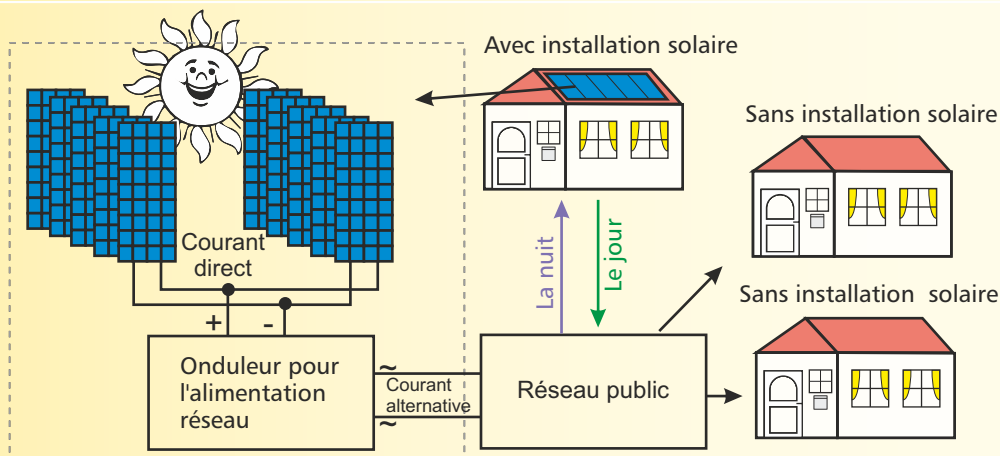 Avec installation solaire
Sans installation solaire
Courant
direct
La nuit
Le jour
Sans installation solaire
+ -
Onduleur pour
l'alimentation
réseau
~
Courant
alternative
~
Réseau public